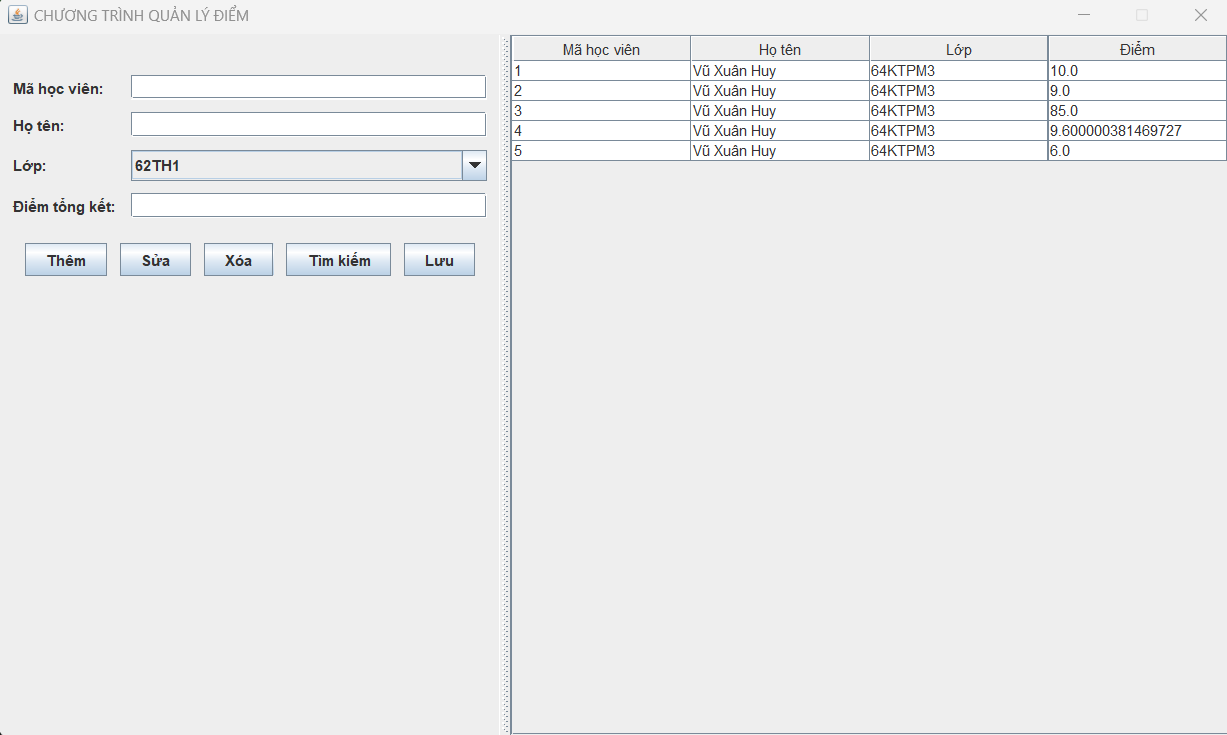 CHƯƠNG TRÌNH QUẢN LÝ ĐIỂM
Mã học viên:
Họ tên:
Lớp:
62TH1
Điểm tổng kết:
Thêm Sửa Xóa Tìm kiếm Lưu
Mã học viên Họ tên Lớp Điểm
1 Vũ Xuân Huy 64KTPM3 10.0
2 Vũ Xuân Huy 64KTPM3 9.0
3 Vũ Xuân Huy 64KTPM3 85.0
4 Vũ Xuân Huy 64KTPM3 9.600000381469727
5 Vũ Xuân Huy 64KTPM3 6.0